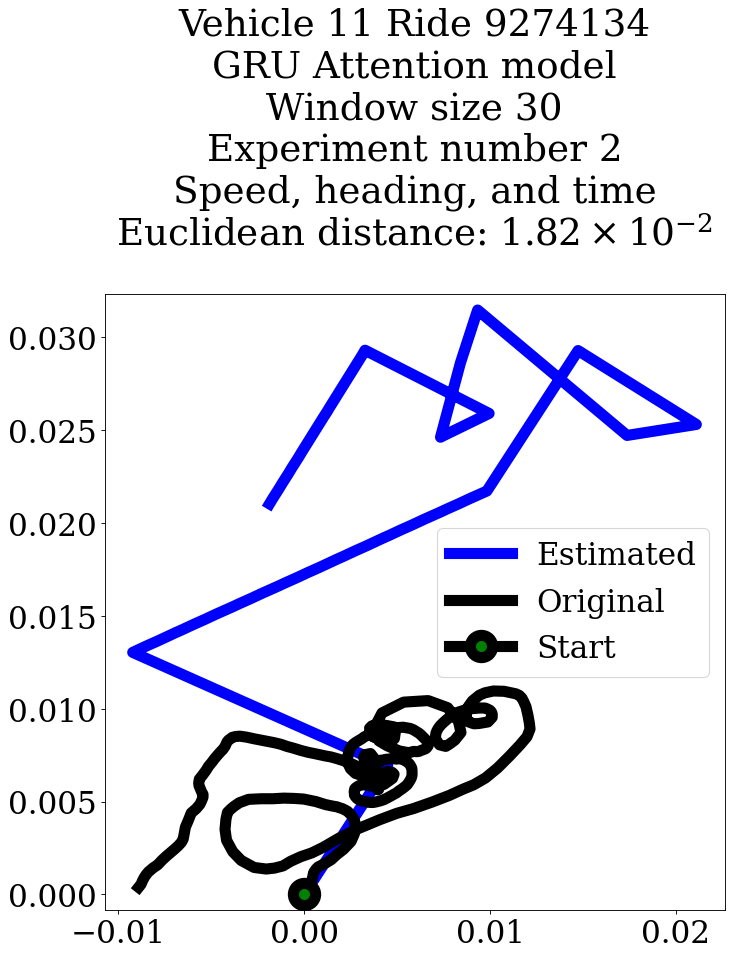 Vehicle 11 Ride 9274134
GRU Attention model
Window size 30
Experiment number 2
Speed, heading, and time
Euclidean distance: 1.82 × 10⁻²
0.030
0.025
0.020
0.015
0.010
0.005
0.000
Estimated
Original
Start
−0.01
0.00
0.01
0.02